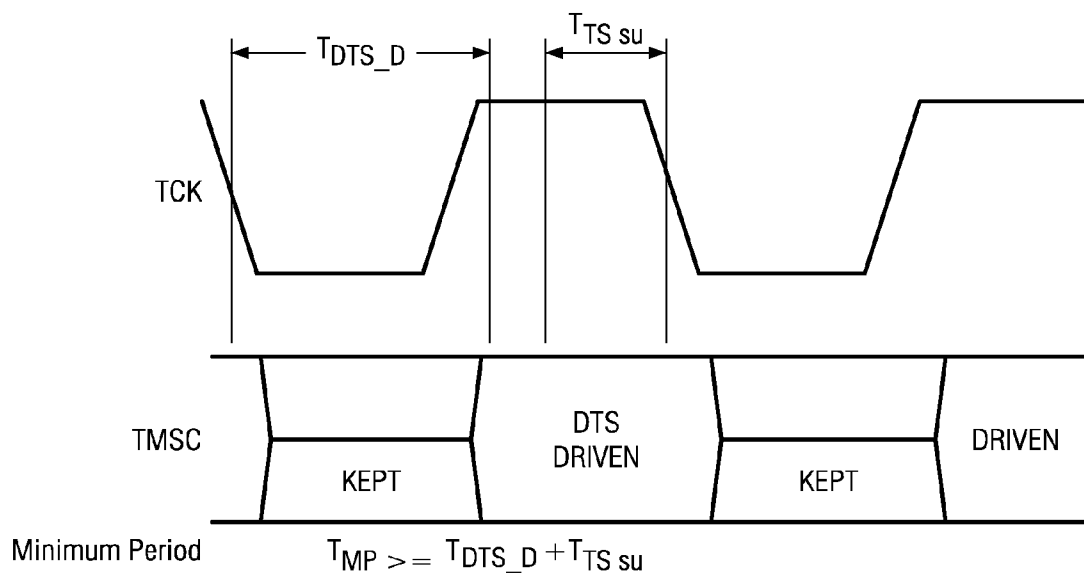 TDTS_D
TTS su
TCK
TMSC
KEPT
DTS
DRIVEN
KEPT
DRIVEN
Minimum Period TMP >= TDTS_D + TTS su